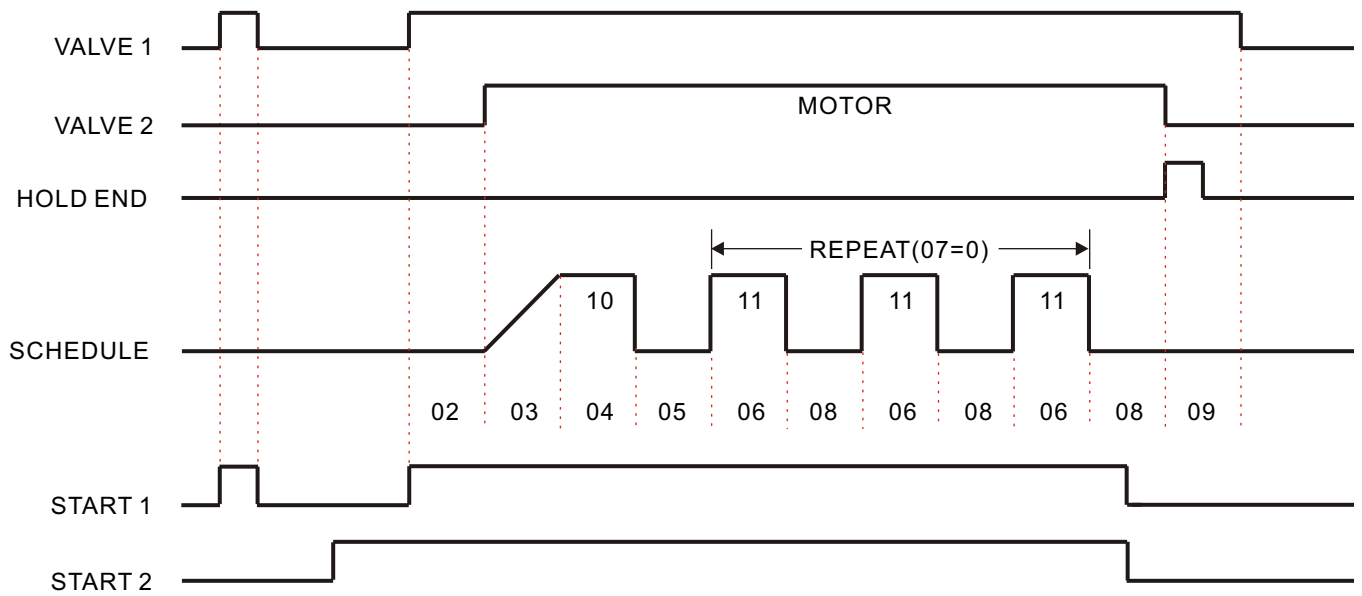 VALVE 1
MOTOR
VALVE 2
HOLD END
REPEAT(07=0)
10 11 11 11
SCHEDULE
02 03 04 05 06 08 06 08 06 08 09
START 1
START 2